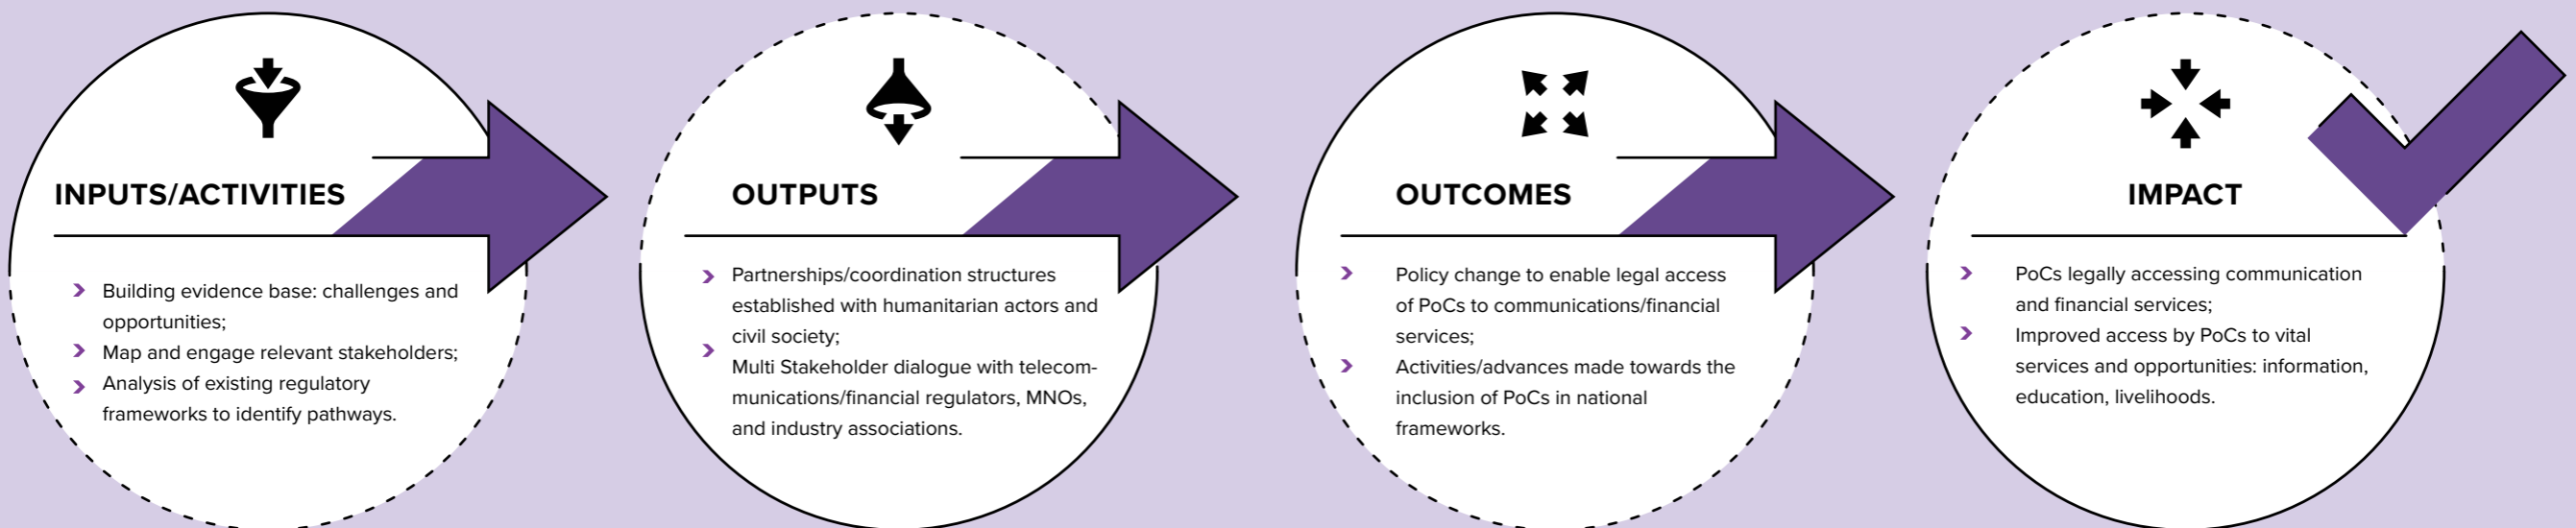 INPUTS/ACTIVITIES
Building evidence base: challenges and
opportunities;
Map and engage relevant stakeholders;
Analysis of existing regulatory
frameworks to identify pathways.
OUTPUTS
Partnerships/coordination structures
established with humanitarian actors and
civil society;
Multi Stakeholder dialogue with telecom-
munications/financial regulators, MNOs,
and industry associations.
OUTCOMES
Policy change to enable legal access
of PoCs to communications/financial
services;
Activities/advances made towards the
inclusion of PoCs in national
frameworks.
IMPACT
PoCs legally accessing communication
and financial services;
Improved access by PoCs to vital
services and opportunities: information,
education, livelihoods.